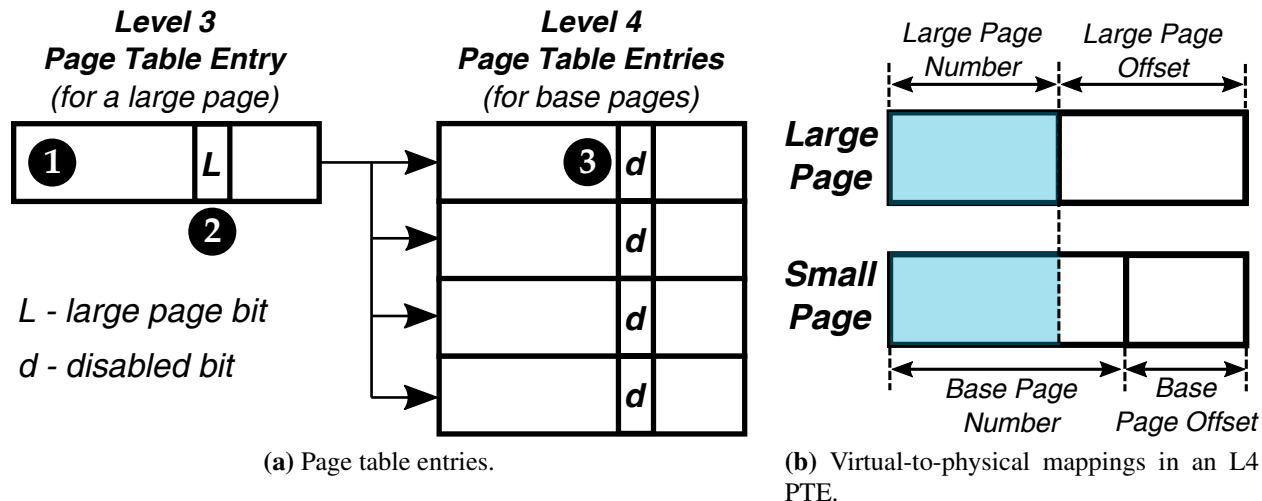 Level 3
Page Table Entry
(for a large page)
Level 4
Page Table Entries
(for base pages)
1
L
2
3
d
d
d
d
L - large page bit
d - disabled bit
(a) Page table entries.
Large Page
Number
Large Page
Offset
Large
Page
Small
Page
Base Page
Number
Base
Page Offset
(b) Virtual-to-physical mappings in an L4
PTE.